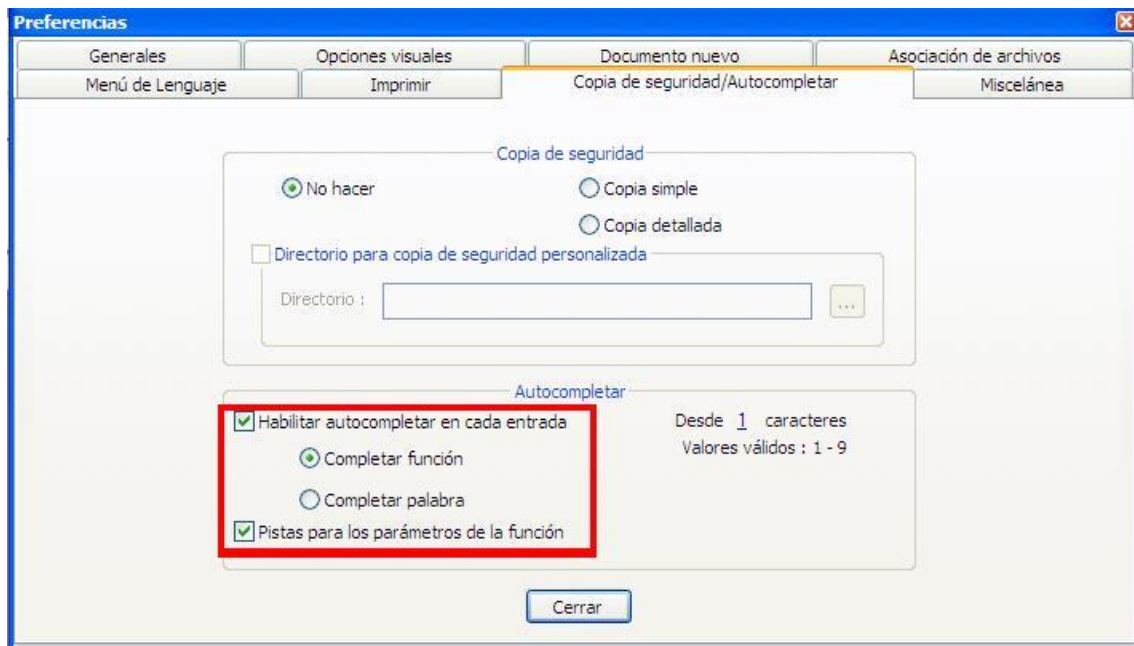 Preferencias
Generales Opciones visuales Documento nuevo Asociación de archivos
Menú de Lenguaje Imprimir Copia de seguridad/Autocompletar Miscelánea
Copia de seguridad
No hacer Copia simple
Copia detallada
Directorio para copia de seguridad personalizada
Directorio : ...
Autocompletar
Habilitar autocompletar en cada entrada Desde 1 caracteres
Completar función Valores válidos : 1 - 9
Completar palabra
Pistas para los parámetros de la función
Cerrar